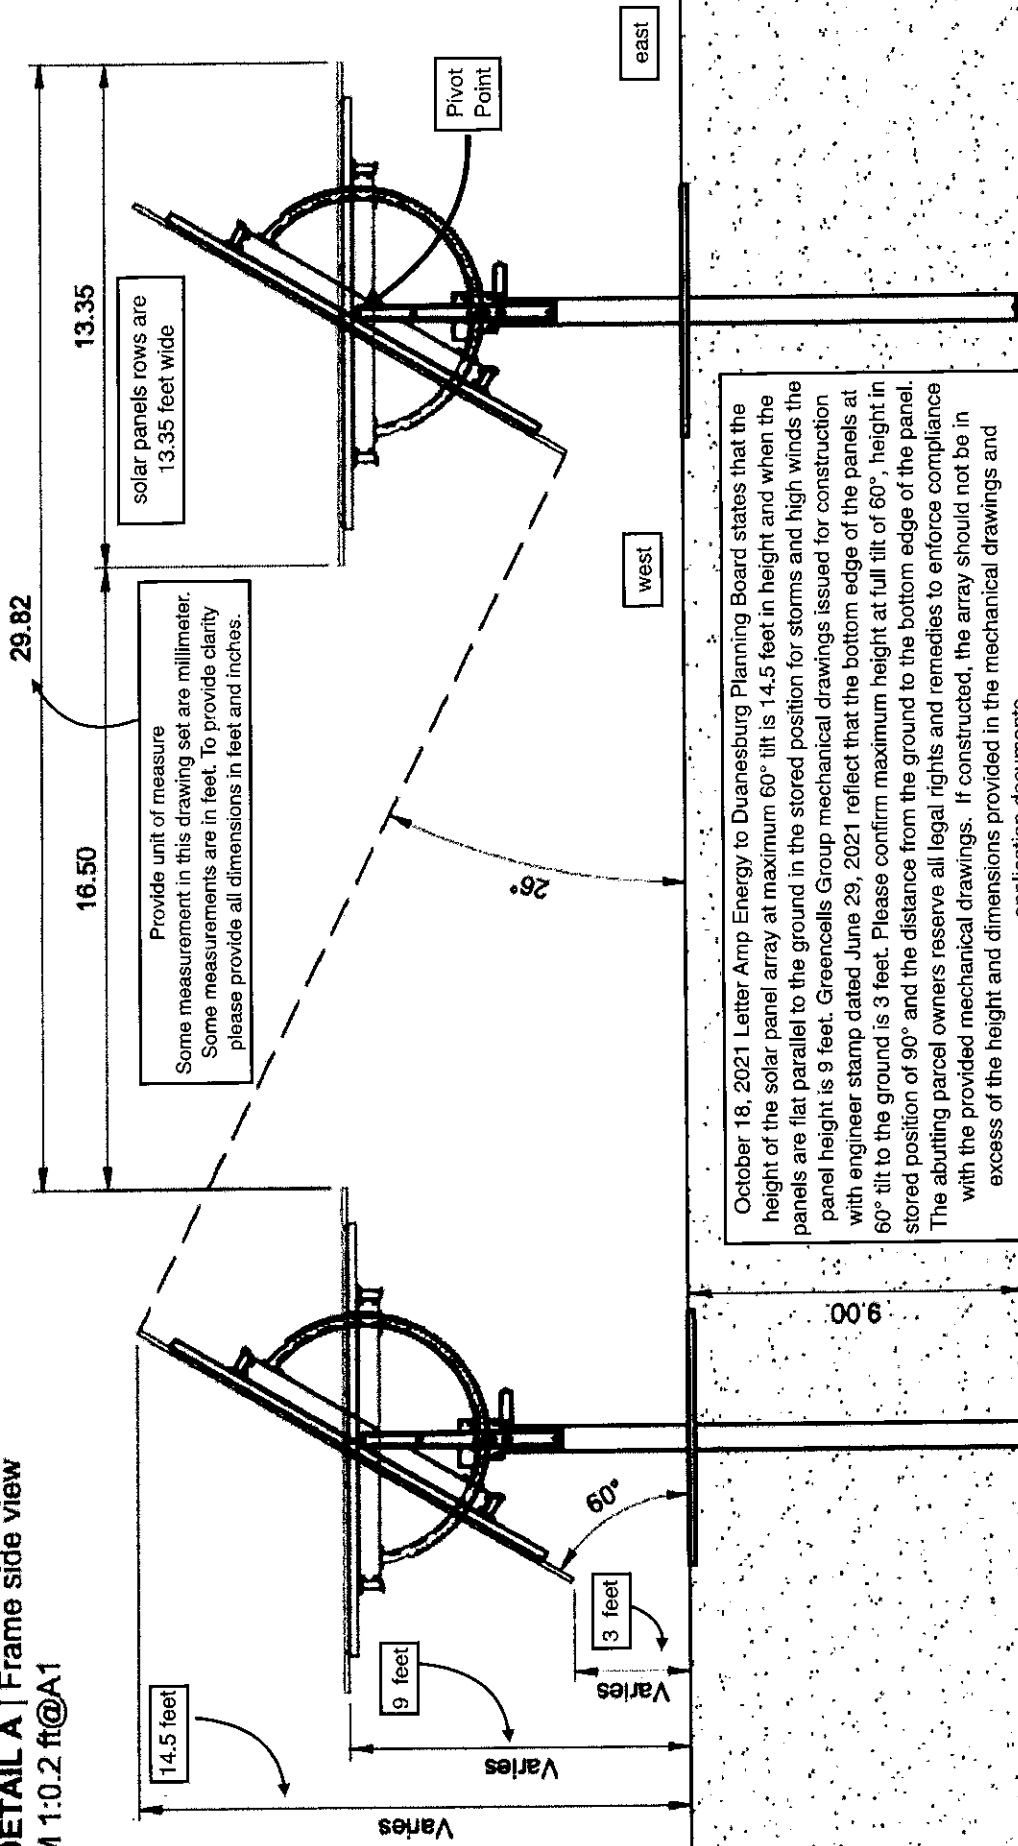 DETAIL A | Frame side view
M 1:0.2 ft@A1
29.82
16.50
13.35
Provide unit of measure
Some measurement in this drawing set are millimeter.
Some measurements are in feet. To provide clarity
please provide all dimensions in feet and inches.
solar panels rows are
13.35 feet wide
Pivot
Point
14.5 feet
9 feet
3 feet
Varies
Varies
Varies
60°
26°
west
east
9.00
October 18, 2021 Letter Amp Energy to Duanesburg Planning Board states that the
height of the solar panel array at maximum 60° tilt is 14.5 feet in height and when the
panels are flat parallel to the ground in the stored position for storms and high winds the
panel height is 9 feet. Greencells Group mechanical drawings issued for construction
with engineer stamp dated June 29, 2021 reflect that the bottom edge of the panels at
60° tilt to the ground is 3 feet. Please confirm maximum height at full tilt of 60°, height in
stored position of 90° and the distance from the ground to the bottom edge of the panel.
The abutting parcel owners reserve all legal rights and remedies to enforce compliance
with the provided mechanical drawings. If constructed, the array should not be in
excess of the height and dimensions provided in the mechanical drawings and
application documents